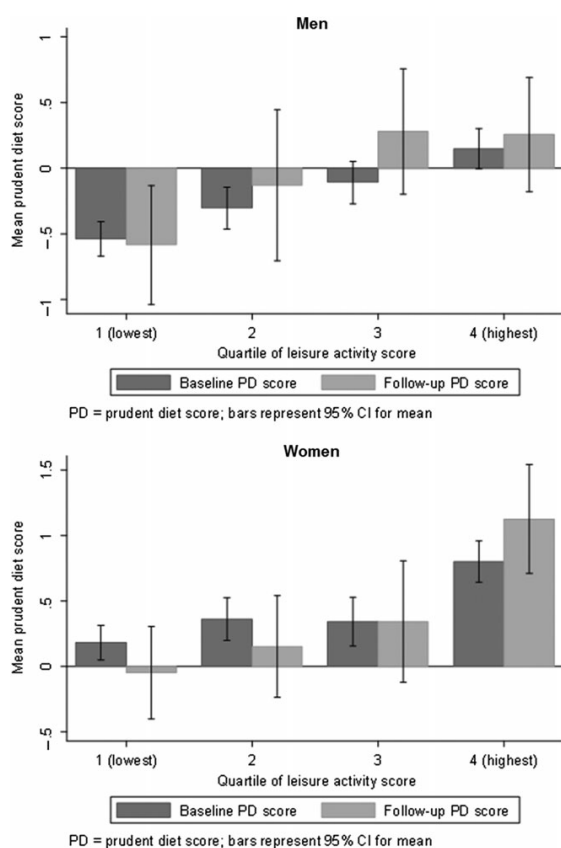 Men
Mean prudent diet score
1
.5
0
−.5
−1
1 (lowest)
2
3
4 (highest)
Quartile of leisure activity score
Baseline PD score
Follow-up PD score
PD = prudent diet score; bars represent 95% CI for mean
Women
Mean prudent diet score
1.5
1
.5
0
−.5
1 (lowest)
2
3
4 (highest)
Quartile of leisure activity score
Baseline PD score
Follow-up PD score
PD = prudent diet score; bars represent 95% CI for mean